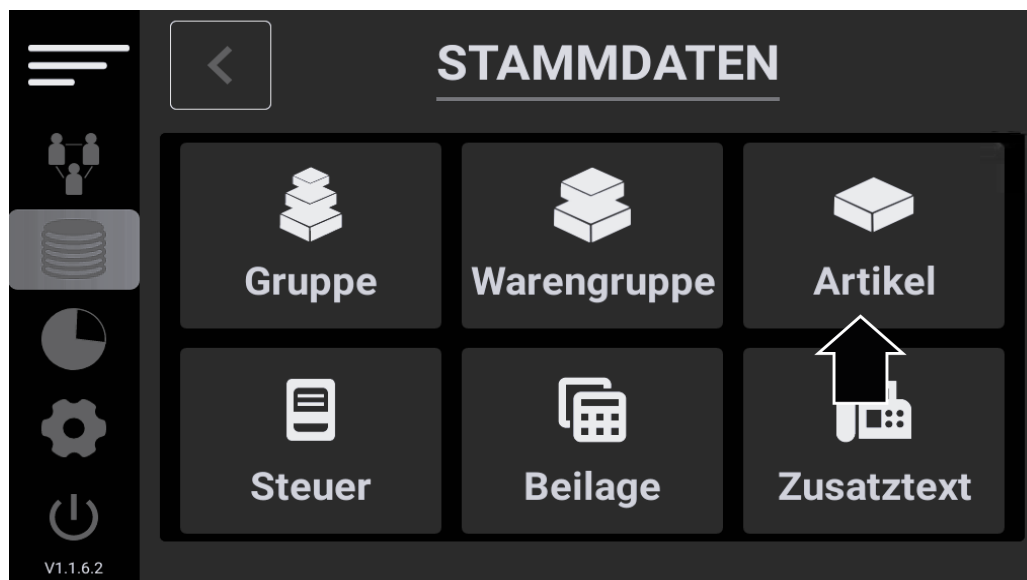 STAMMDATEN
Gruppe
Warengruppe
Artikel
Steuer
Beilage
Zusatztext
V1.1.6.2